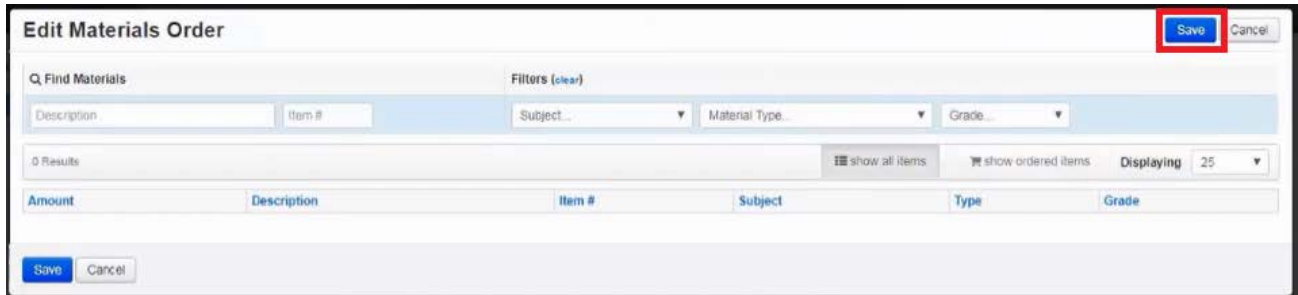 Edit Materials Order Save Cancel
Find Materials Filters (clear)
Description Item # Subject... Material Type... Grade...
0 Results show all items show ordered items Displaying 25
Amount Description Item # Subject Type Grade
Save Cancel